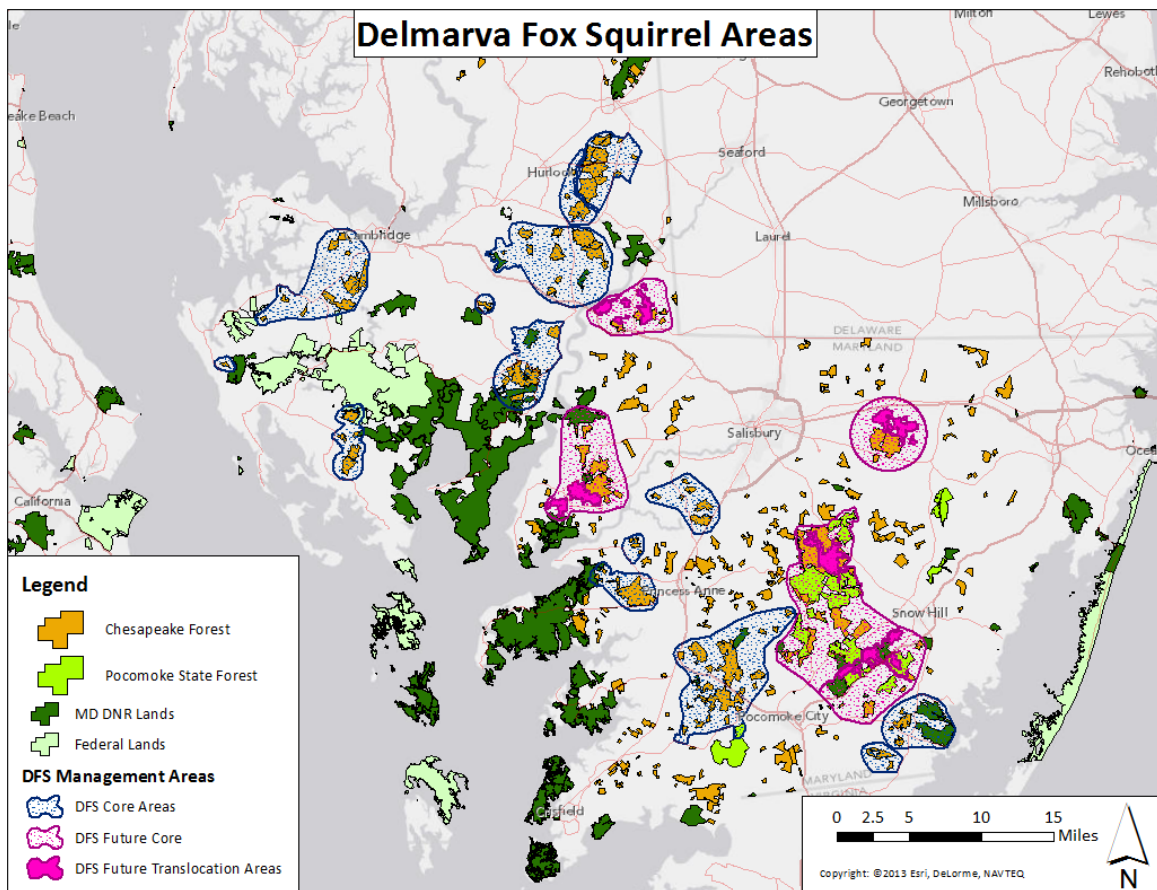 Delmarva Fox Squirrel Areas
Milton
Lewes
Rehoboth
Georgetown
eake Beach
Seaford
Hurlock
Millsboro
Laurel
ambridge
DELAWARE
MARYLAND
Salisbury
Ocea
California
Princess Anne
Snow Hill
Pocomoke City
MARYLAND
VIRGINIA
Crisfield
Legend
Chesapeake Forest
Pocomoke State Forest
MD DNR Lands
Federal Lands
DFS Management Areas
DFS Core Areas
DFS Future Core
DFS Future Translocation Areas
0 2.5 5 10 15
Miles
Copyright: ©2013 Esri, DeLorme, NAVTEQ
N